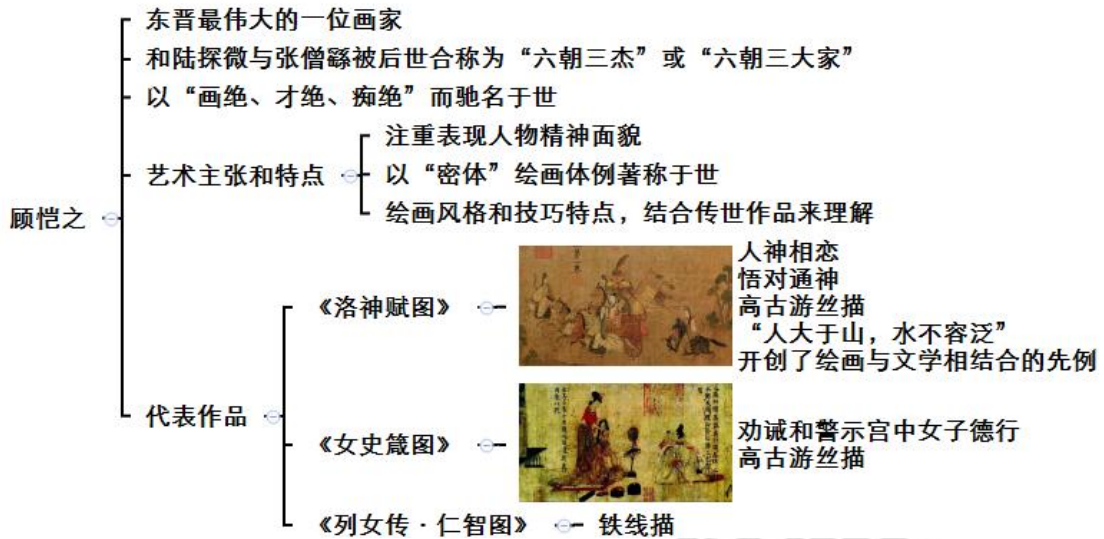 东晋最伟大的一位画家
和陆探微与张僧繇被后世合称为“六朝三杰”或“六朝三大家”
以“画绝、才绝、痴绝”而驰名于世
艺术主张和特点
注重表现人物精神面貌
以“密体”绘画体例著称于世
绘画风格和技巧特点，结合传世作品来理解
顾恺之
代表作品
《洛神赋图》
人神相恋
悟对通神
高古游丝描
“人大于山，水不容泛”
开创了绘画与文学相结合的先例
《女史箴图》
劝诫和警示宫中女子德行
高古游丝描
《列女传·仁智图》
铁线描